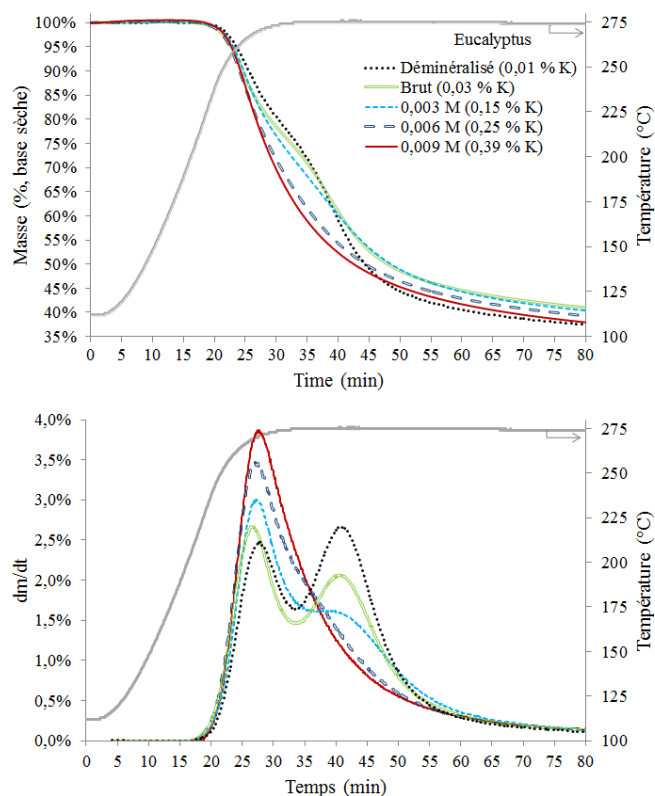 100%
95%
90%
85%
80%
75%
70%
65%
60%
55%
50%
45%
40%
35%
Masse (%, base sèche)
Eucalyptus
Déminéralisé (0,01 % K)
Brut (0,03 % K)
0,003 M (0,15 % K)
0,006 M (0,25 % K)
0,009 M (0,39 % K)
275
250
225
200
175
150
125
100
Température (°C)
0 5 10 15 20 25 30 35 40 45 50 55 60 65 70 75 80
Time (min)
4,0%
3,5%
3,0%
2,5%
2,0%
1,5%
1,0%
0,5%
0,0%
dm/dt
275
250
225
200
175
150
125
100
Température (°C)
0 5 10 15 20 25 30 35 40 45 50 55 60 65 70 75 80
Temps (min)